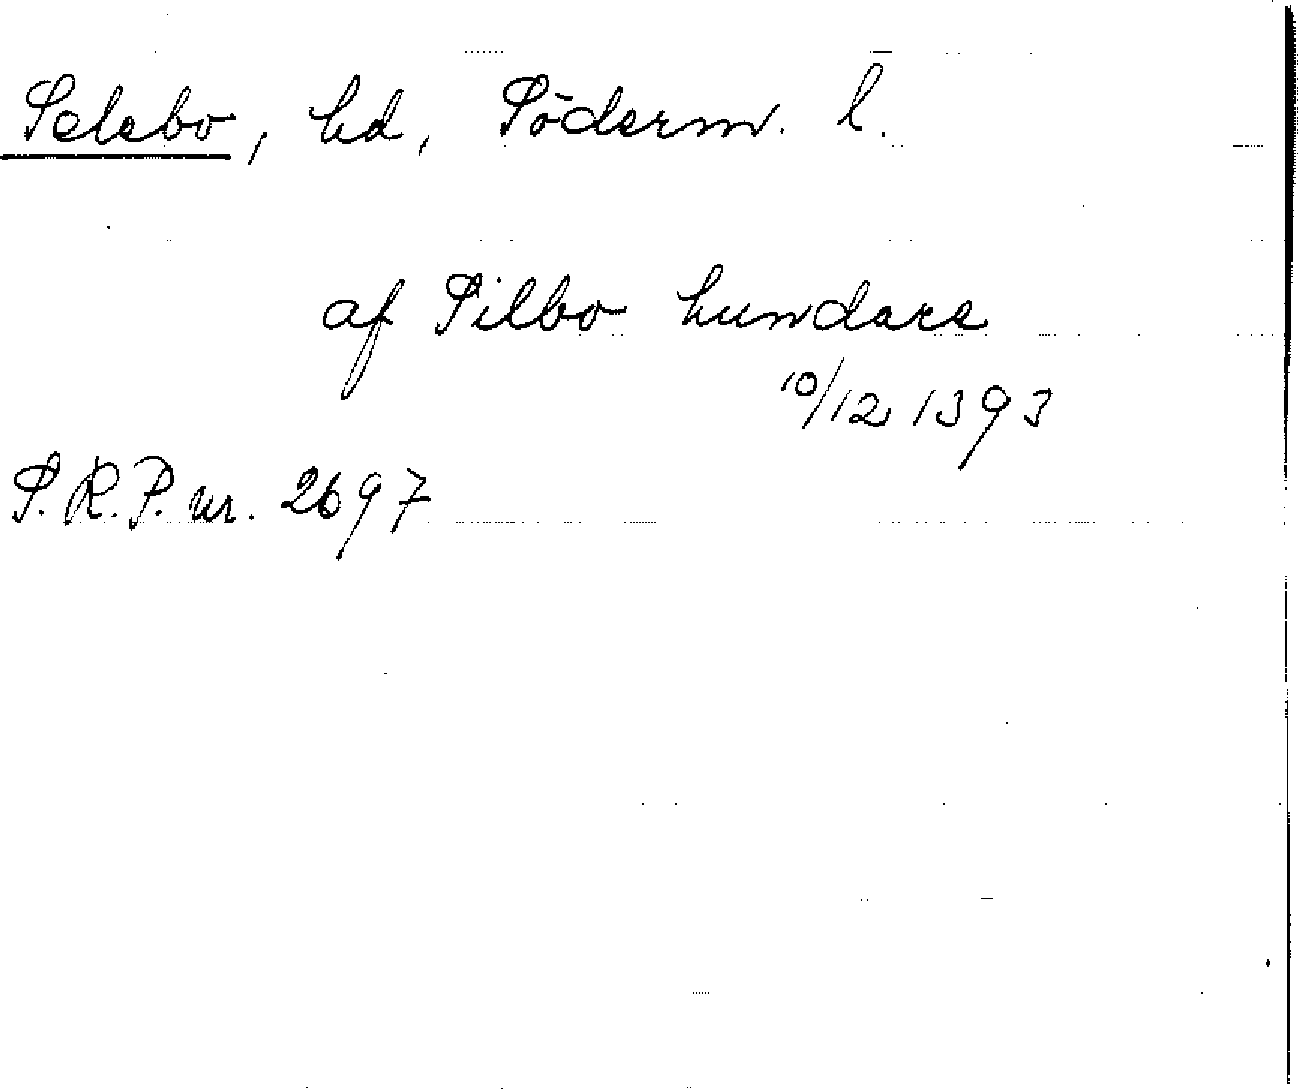 Selebo, hd, Söderm. l.
af Silbo hundare
10/12 1393
S.R.P. nr. 2697